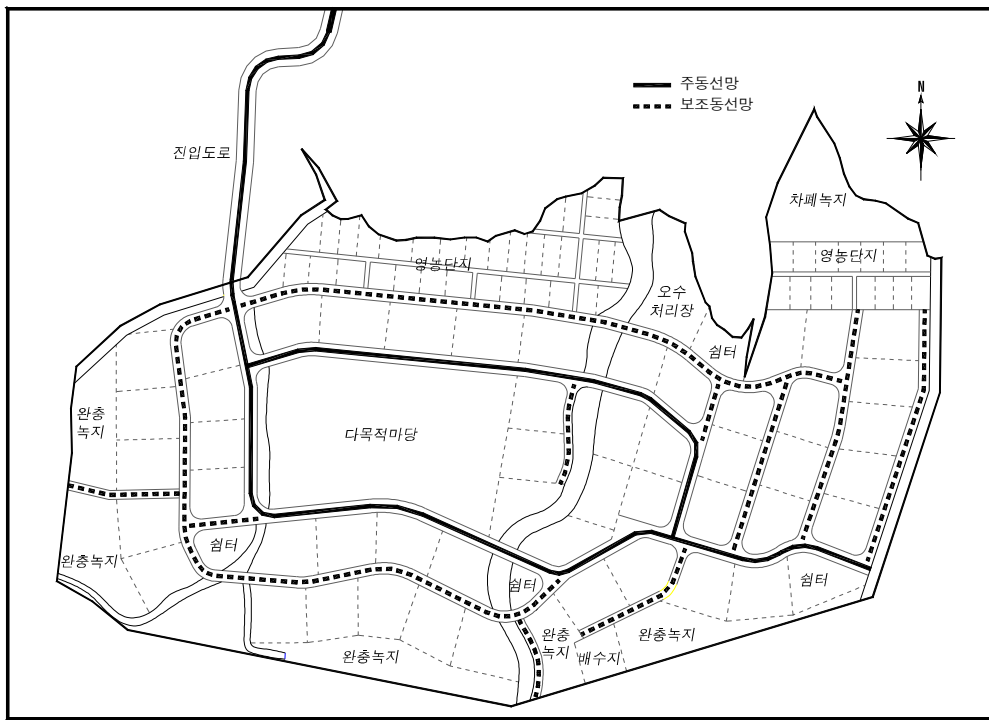 주동선망
보조동선망
N
진입도로
차폐녹지
영농단지
영농단지
오수
처리장
쉼터
완충
녹지
다목적마당
쉼터
완충녹지
쉼터
쉼터
완충
녹지
완충녹지
배수지
완충녹지